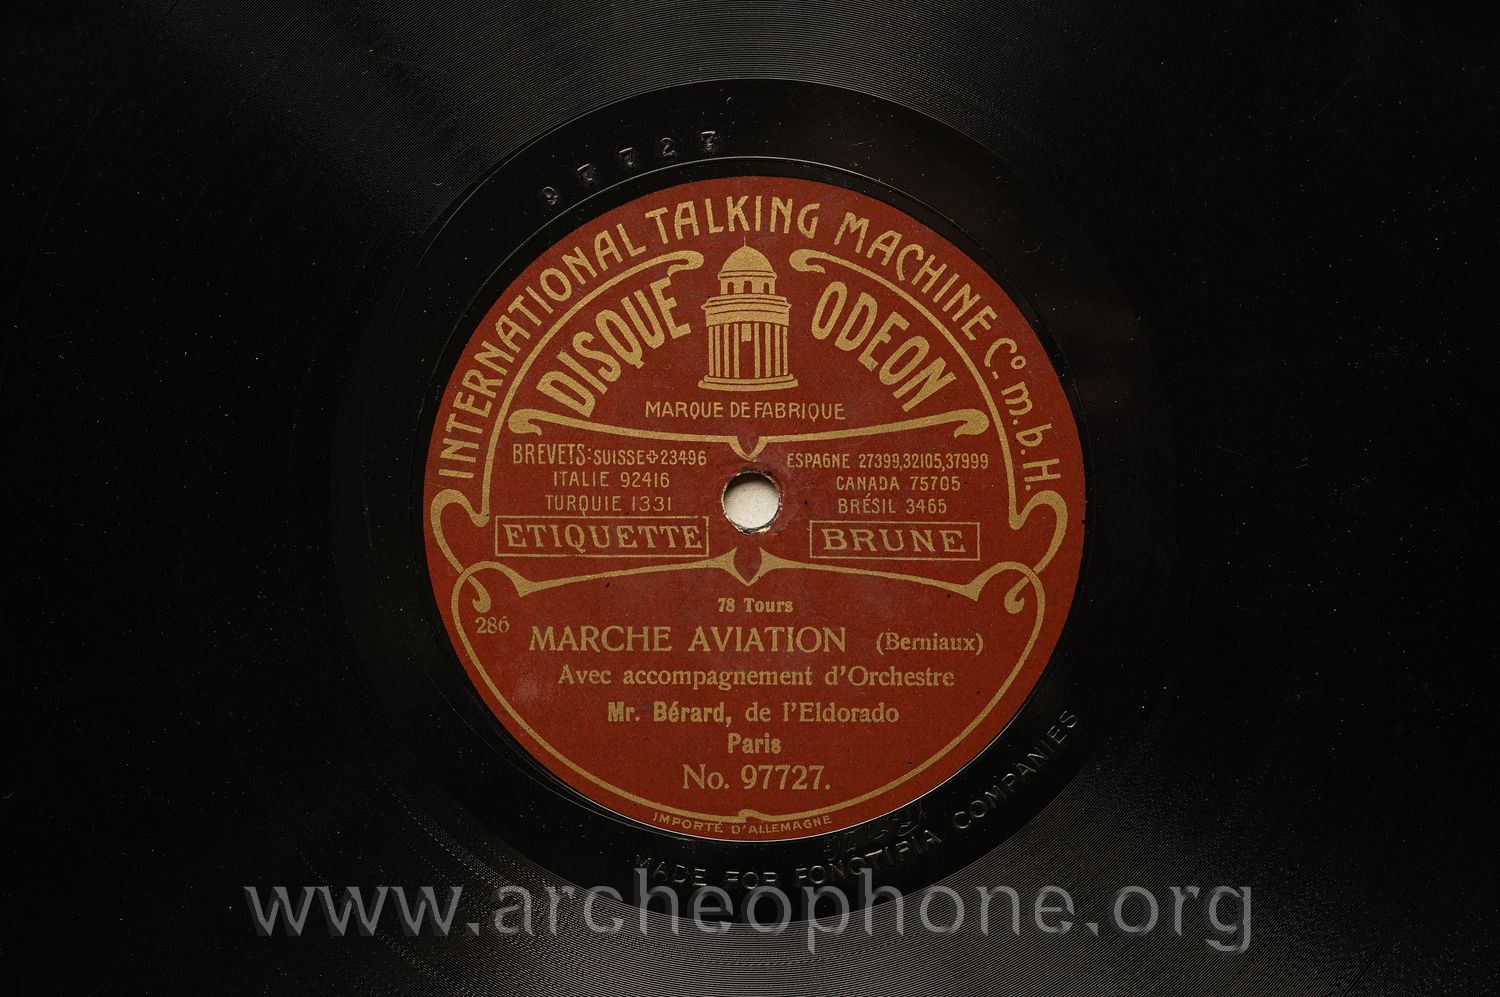 97727
INTERNATIONAL TALKING MACHINE Co. m. b. H.
DISQUE ODEON
MARQUE DE FABRIQUE
BREVETS: SUISSE✢23496
ITALIE 92416
TURQUIE 1331
ESPAGNE 27399,32105,37999
CANADA 75705
BRÉSIL 3465
ETIQUETTE BRUNE
78 Tours
286
MARCHE AVIATION (Berniaux)
Avec accompagnement d'Orchestre
Mr. Bérard, de l'Eldorado
Paris
No. 97727.
IMPORTÉ D'ALLEMAGNE
MADE FOR FONOTIPIA COMPANIES
www.archeophone.org